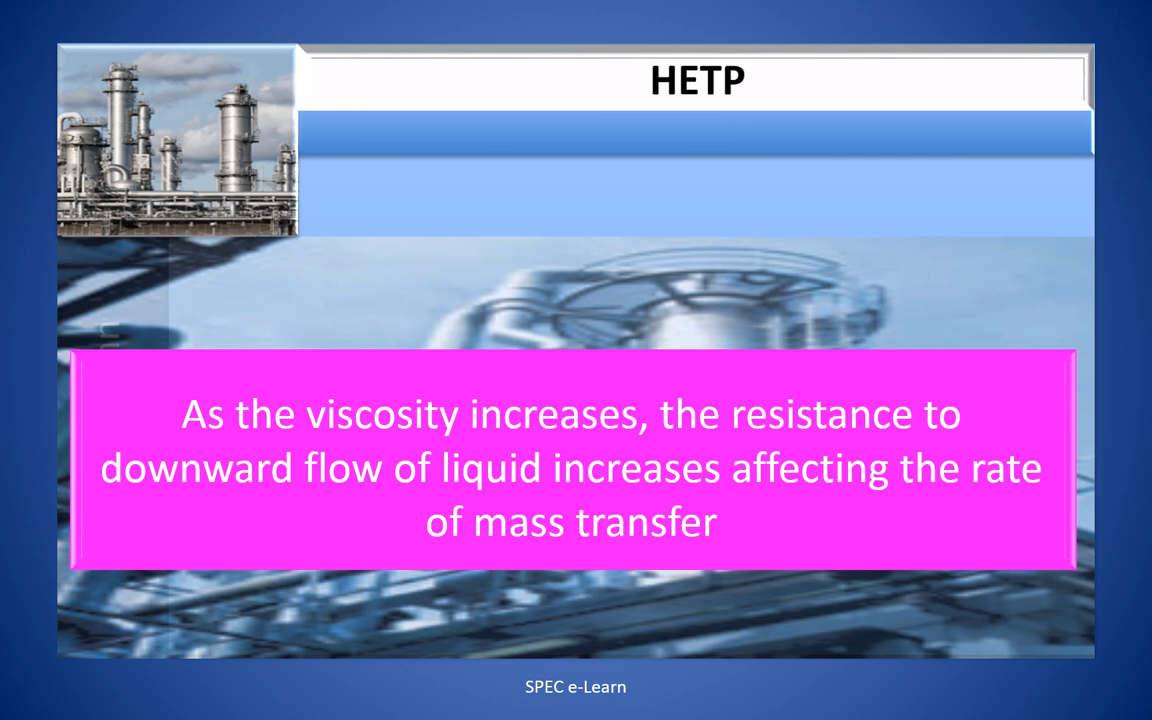 HETP
As the viscosity increases, the resistance to
downward flow of liquid increases affecting the rate
of mass transfer
SPEC e-Learn